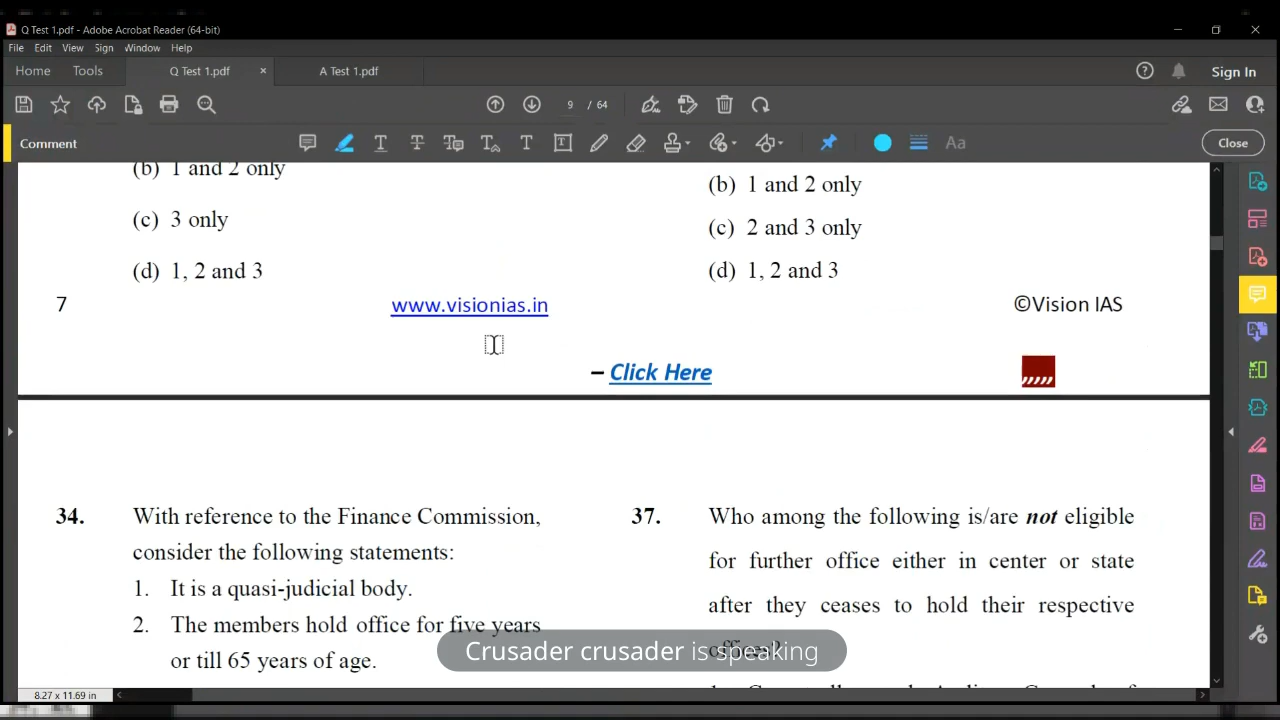 Q Test 1.pdf - Adobe Acrobat Reader (64-bit)
File Edit View Sign Window Help
Home Tools Q Test 1.pdf × A Test 1.pdf Sign In
9 / 64
Comment Aa Close
(b) 1 and 2 only
(c) 3 only
(d) 1, 2 and 3
(b) 1 and 2 only
(c) 2 and 3 only
(d) 1, 2 and 3
7 www.visionias.in ©Vision IAS
– Click Here
34. With reference to the Finance Commission,
consider the following statements:
1. It is a quasi-judicial body.
2. The members hold office for five years
or till 65 years of age.
37. Who among the following is/are not eligible
for further office either in center or state
after they ceases to hold their respective
Crusader crusader is speaking
8.27 x 11.69 in